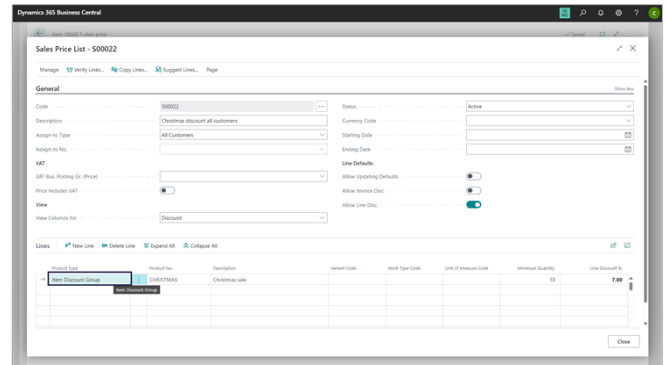 Dynamics 365 Business Central
Item 10000 T-shirt print
Saved
Sales Price List - S00022
Manage Verify Lines... Copy Lines... Suggest Lines... Page
General Show less
Code S00022 Status Active
Description Christmas discount all customers Currency Code
Assign-to Type All Customers Starting Date
Assign-to No. Ending Date
VAT Line Defaults
VAT Bus. Posting Gr. (Price) Allow Updating Defaults
Price Includes VAT Allow Invoice Disc.
View Allow Line Disc.
View Columns for Discount
Lines New Line Delete Line Expand All Collapse All
Product Type Product No. Description Variant Code Work Type Code Unit of Measure Code Minimum Quantity Line Discount %
Item Discount Group CHRISTMAS Christmas sale 10 7.00
Item Discount Group
Close